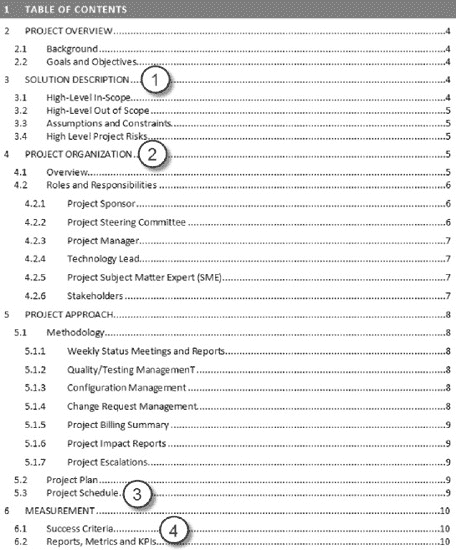 1 TABLE OF CONTENTS
2 PROJECT OVERVIEW 4
2.1 Background 4
2.2 Goals and Objectives 4
3 SOLUTION DESCRIPTION 1 4
3.1 High-Level In-Scope 4
3.2 High-Level Out of Scope 5
3.3 Assumptions and Constraints 5
3.4 High Level Project Risks 5
4 PROJECT ORGANIZATION 2 5
4.1 Overview 5
4.2 Roles and Responsibilities 6
4.2.1 Project Sponsor 6
4.2.2 Project Steering Committee 6
4.2.3 Project Manager 7
4.2.4 Technology Lead 7
4.2.5 Project Subject Matter Expert (SME) 7
4.2.6 Stakeholders 7
5 PROJECT APPROACH 8
5.1 Methodology 8
5.1.1 Weekly Status Meetings and Reports 8
5.1.2 Quality/Testing ManagemenT 8
5.1.3 Configuration Management 8
5.1.4 Change Request Management 8
5.1.5 Project Billing Summary 9
5.1.6 Project Impact Reports 9
5.1.7 Project Escalations 9
5.2 Project Plan 9
5.3 Project Schedule 3 9
6 MEASUREMENT 10
6.1 Success Criteria 4 10
6.2 Reports, Metrics and KPIs 10